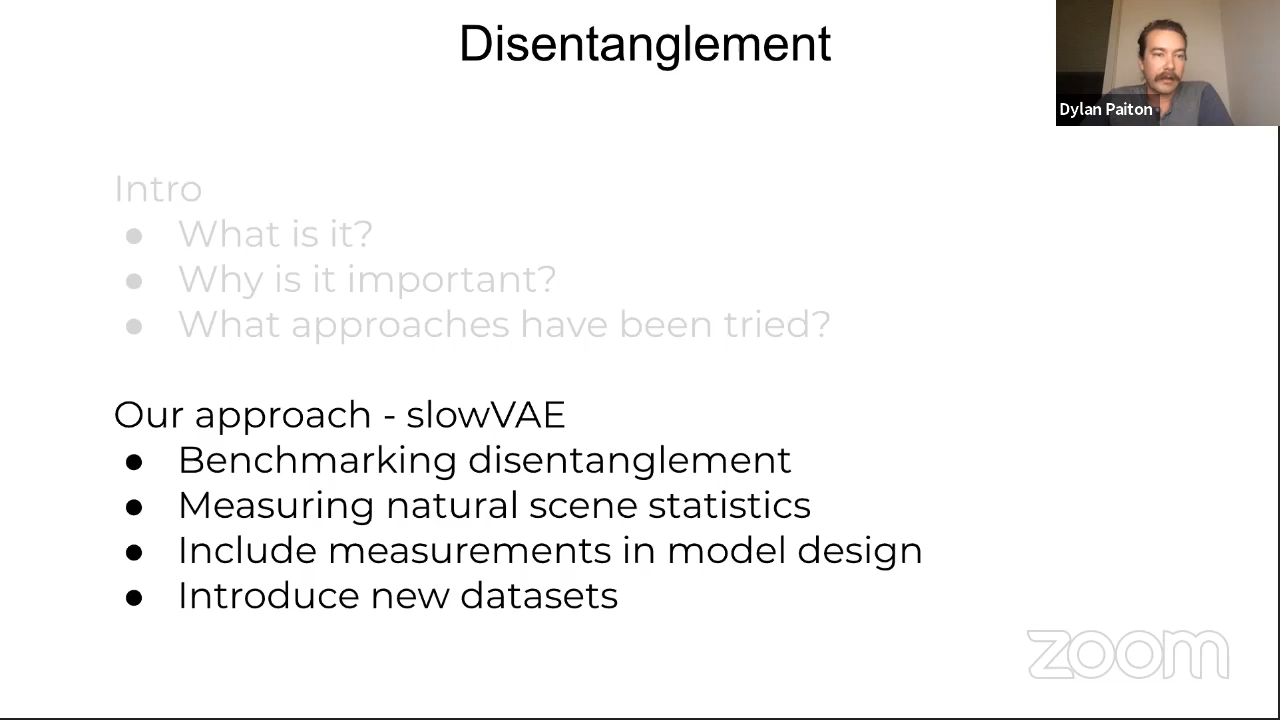 Disentanglement
Dylan Paiton
Intro
● What is it?
● Why is it important?
● What approaches have been tried?
Our approach - slowVAE
● Benchmarking disentanglement
● Measuring natural scene statistics
● Include measurements in model design
● Introduce new datasets
zoom